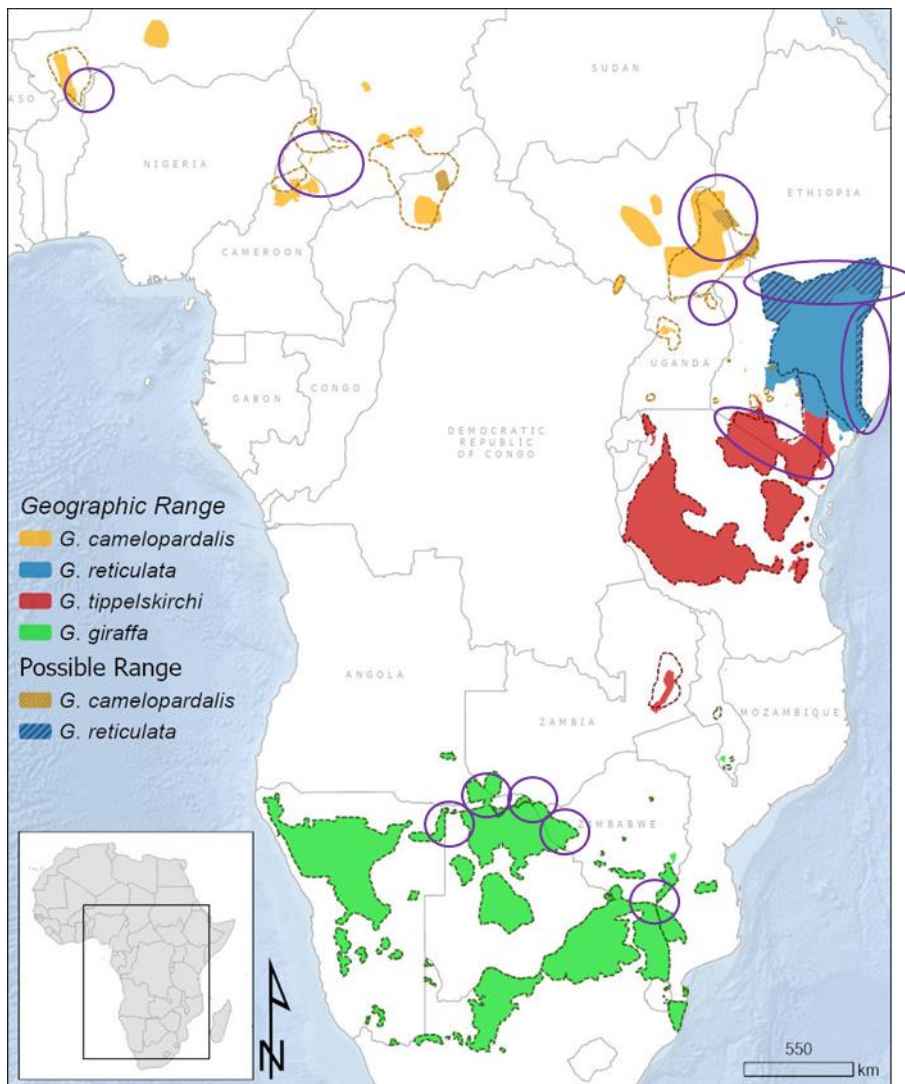 SUDAN
ASO
NIGERIA
ETHIOPIA
CAMEROON
UGANDA
GABON
CONGO
DEMOCRATIC
REPUBLIC
OF CONGO
Geographic Range
G. camelopardalis
G. reticulata
G. tippelskirchi
G. giraffa
Possible Range
G. camelopardalis
G. reticulata
ANGOLA
ZAMBIA
MOZAMBIQUE
ZIMBABWE
N
550
km